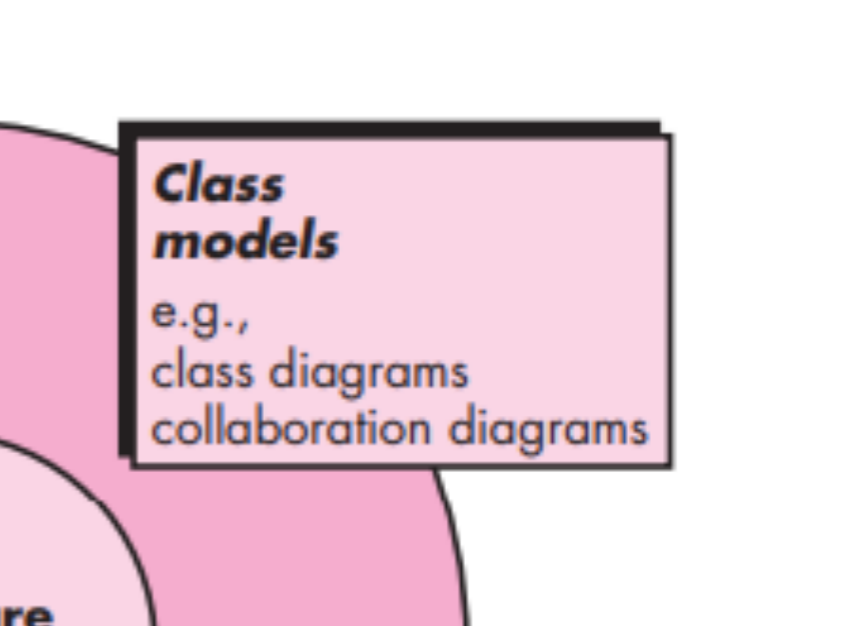 Class
models
e.g.,
class diagrams
collaboration diagrams